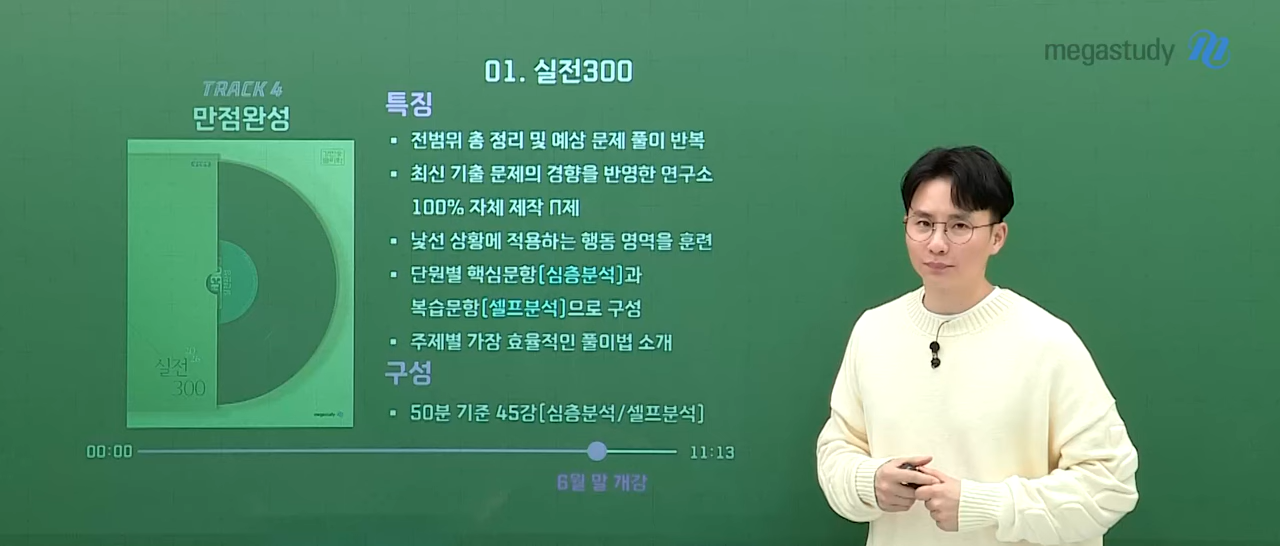 megastudy
01. 실전300
TRACK 4
만점완성
특징
전범위 총 정리 및 예상 문제 풀이 반복
최신 기출 문제의 경향을 반영한 연구소
100% 자체 제작 N제
낯선 상황에 적용하는 행동 영역을 훈련
단원별 핵심문항(심층분석)과
복습문항(셀프분석)으로 구성
주제별 가장 효율적인 풀이법 소개
구성
50분 기준 45강(심층분석/셀프분석)
실전
300
megastudy
00:00
11:13
6월 말 개강